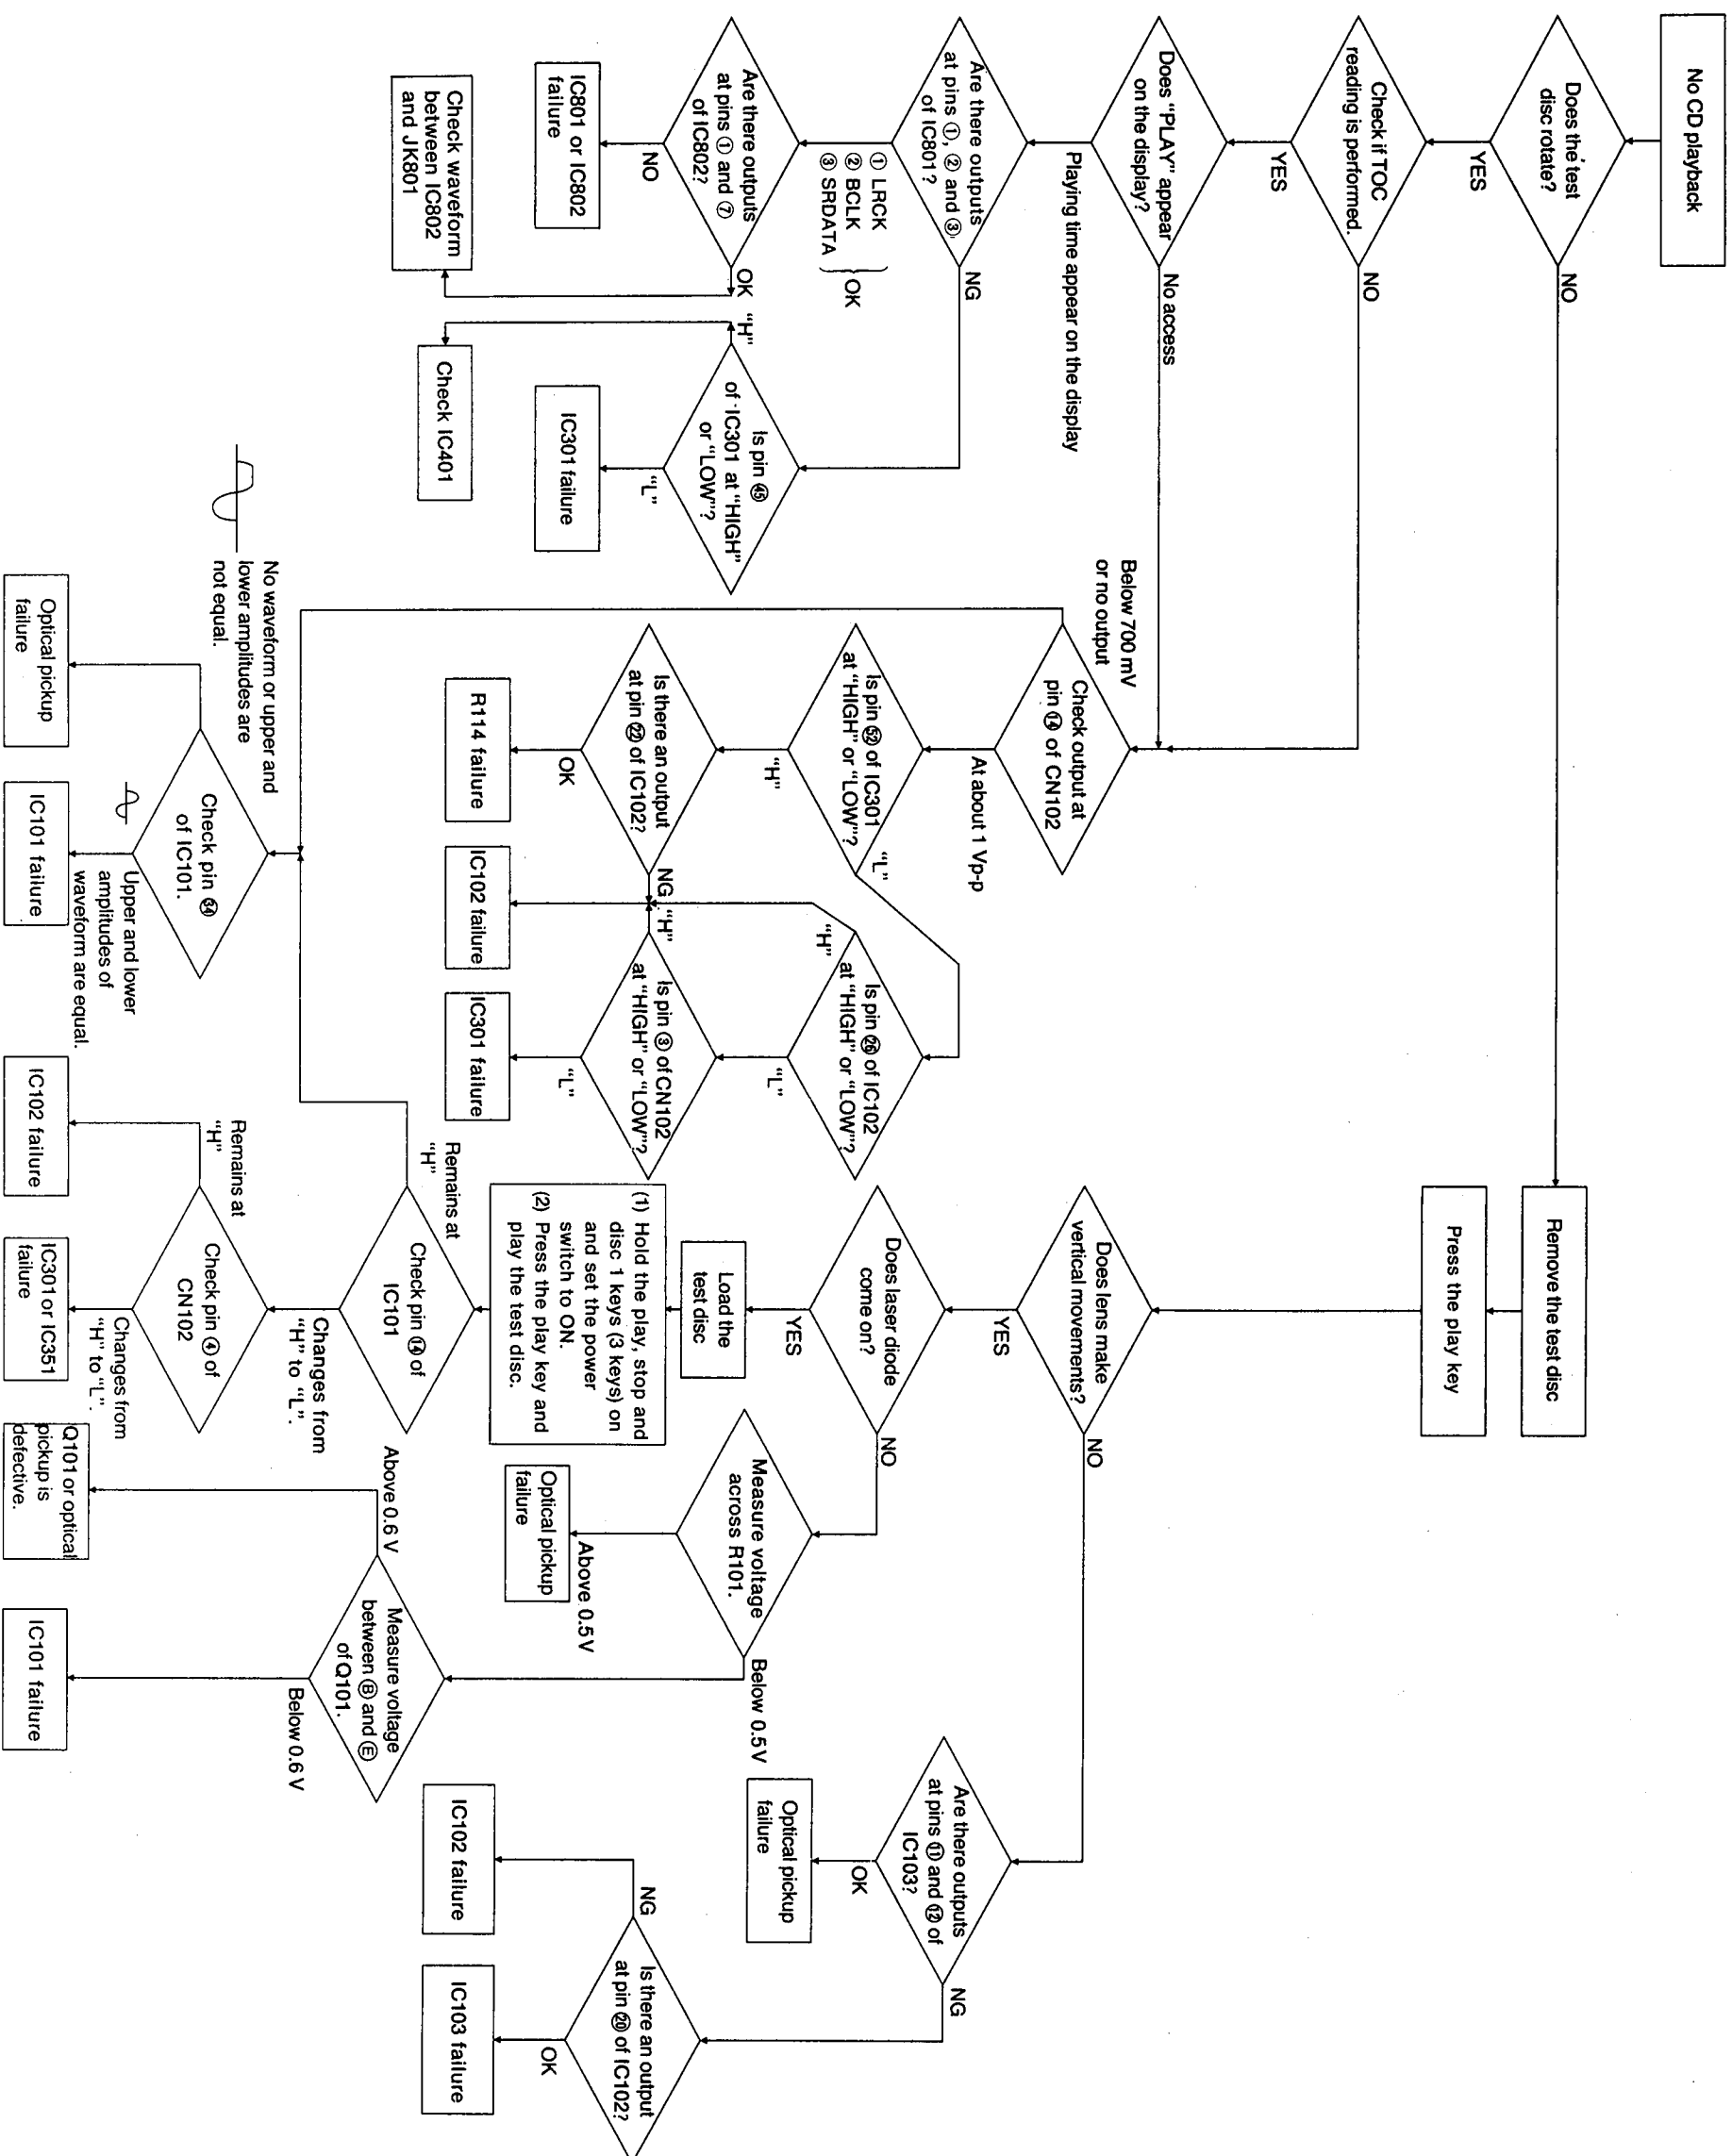 No CD playback
Does the test
disc rotate?
NO
YES
Check if TOC
reading is performed.
NO
YES
Does "PLAY" appear
on the display?
No access
Playing time appear on the display
Are there outputs
at pins ①, ② and ③
of IC801?
NG
① LRCK
② BCLK
③ SRDATA
OK
Are there outputs
at pins ① and ⑦
of IC802?
OK
NO
IC801 or IC802
failure
Check waveform
between IC802
and JK801
Is pin ㊺
of IC301 at "HIGH"
or "LOW"?
"H"
"L"
IC301 failure
Check IC401
Below 700 mV
or no output
Check output at
pin ⑭ of CN102
At about 1 Vp-p
Is pin 52 of IC301
at "HIGH" or "LOW"?
"L"
"H"
Is there an output
at pin ㉒ of IC102?
NG
OK
R114 failure
Is pin ㉖ of IC102
at "HIGH" or "LOW"?
"H"
"L"
Is pin ③ of CN102
at "HIGH" or "LOW"?
"H"
"L"
IC102 failure
IC301 failure
No waveform or upper and
lower amplitudes are
not equal.
Check pin ㉞
of IC101.
Upper and lower
amplitudes of
waveform are equal.
Optical pickup
failure
IC101 failure
Remove the test disc
Press the play key
Does lens make
vertical movements?
NO
YES
Does laser diode
come on?
NO
YES
Load the
test disc
(1) Hold the play, stop and
disc 1 keys (3 keys) on
and set the power
switch to ON.
(2) Press the play key and
play the test disc.
Remains at
"H"
Check pin ⑭ of
IC101
Changes from
"H" to "L".
Remains at
"H"
Check pin ④ of
CN102
Changes from
"H" to "L".
IC102 failure
IC301 or IC351
failure
Measure voltage
across R101.
Above 0.5 V
Below 0.5 V
Optical pickup
failure
Above 0.6 V
Measure voltage
between Ⓑ and Ⓔ
of Q101.
Below 0.6 V
Q101 or optical
pickup is
defective.
IC101 failure
Are there outputs
at pins ⑪ and ⑫ of
IC103?
OK
NG
Optical pickup
failure
Is there an output
at pin ⑳ of IC102?
NG
OK
IC102 failure
IC103 failure